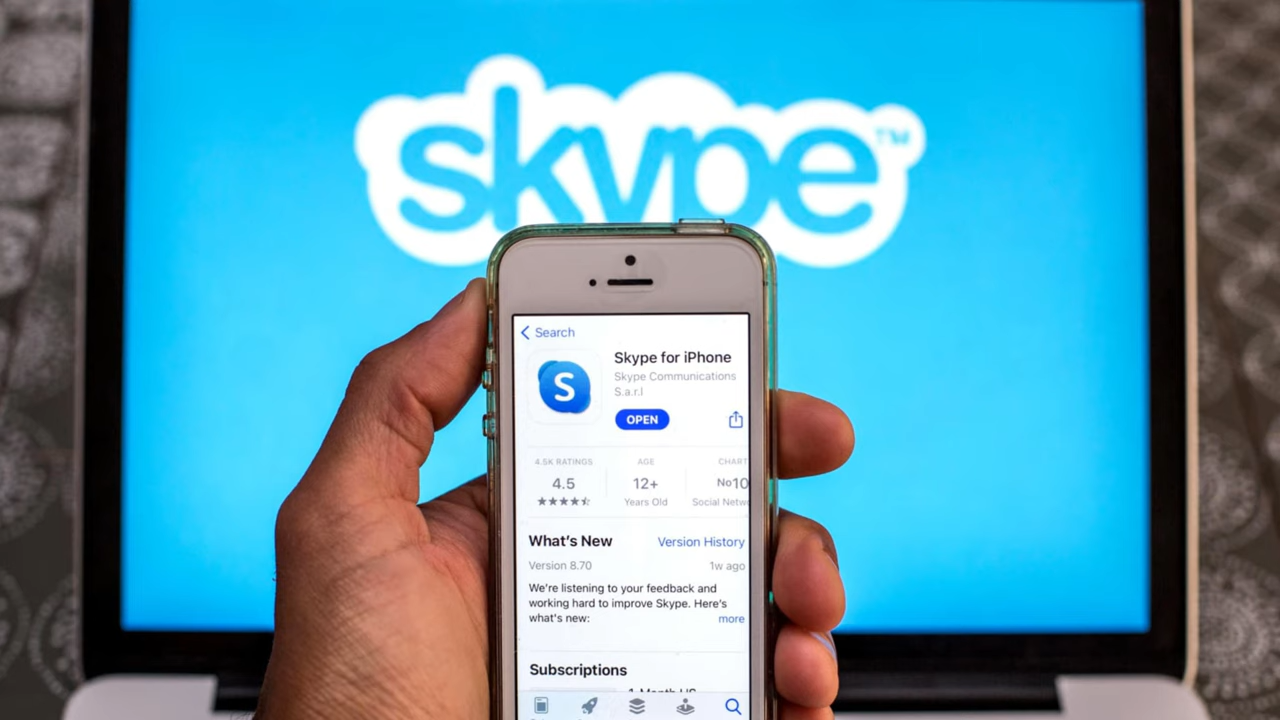 skype™
Search
Skype for iPhone
Skype Communications
S.a.r.l
OPEN
4.5K RATINGS
AGE
CHART
4.5
12+
No10
Years Old
Social Netw
What's New
Version History
Version 8.70
1w ago
We're listening to your feedback and
working hard to improve Skype. Here's
what's new:
more
Subscriptions